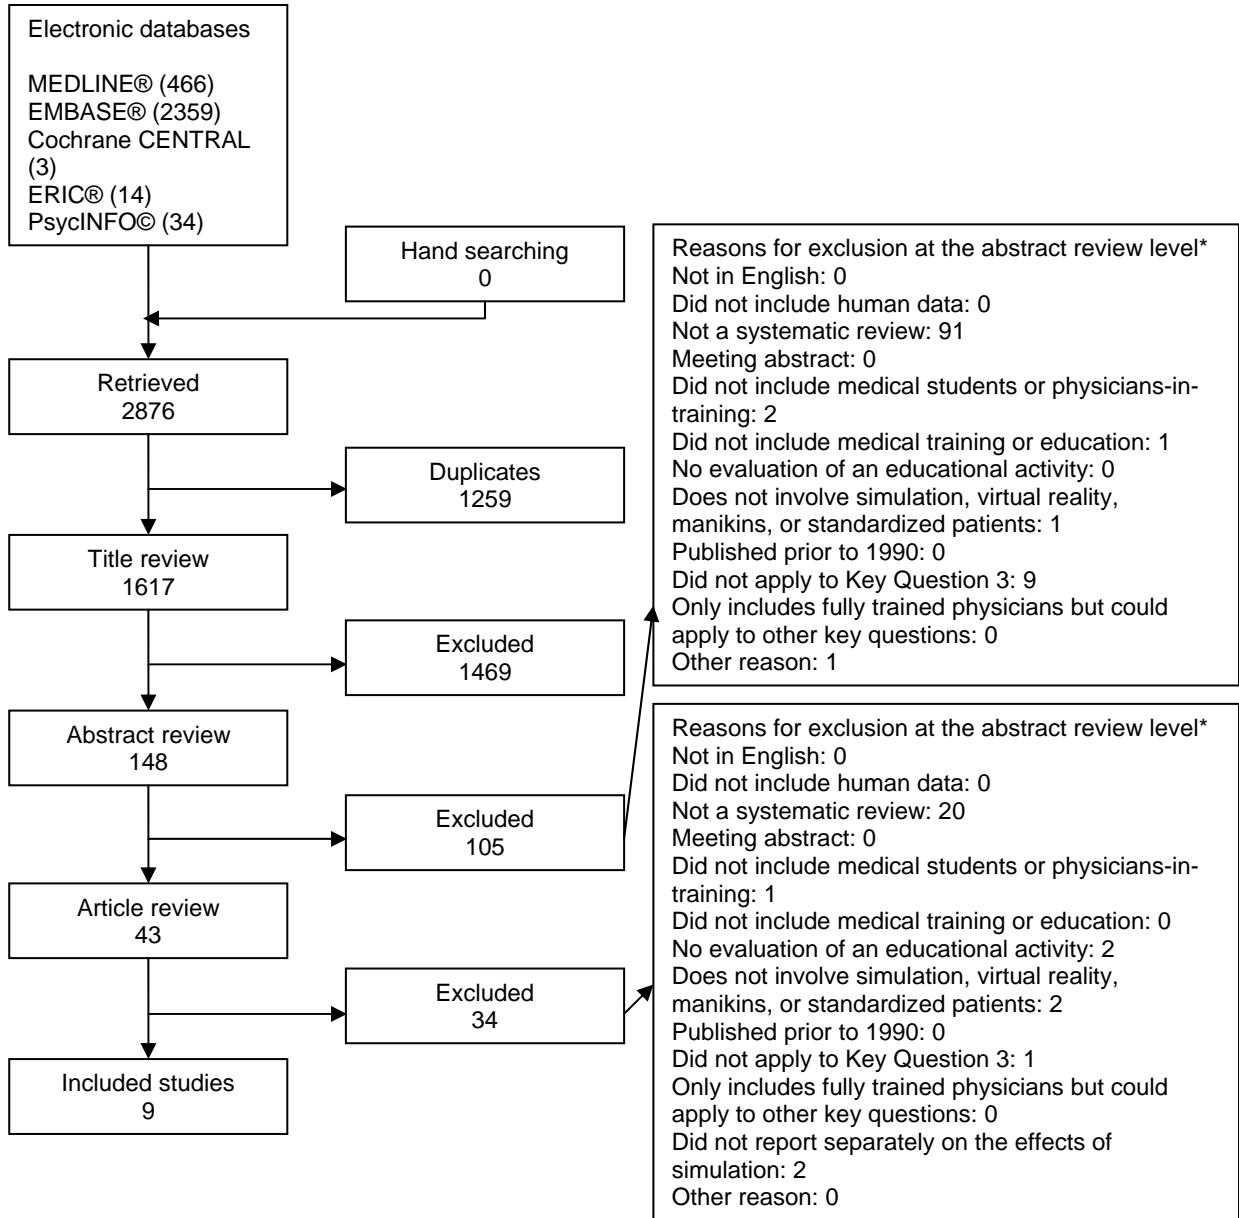 Electronic databases
MEDLINE® (466)
EMBASE® (2359)
Cochrane CENTRAL
(3)
ERIC® (14)
PsycINFO© (34)
Hand searching
0
Retrieved
2876
Duplicates
1259
Title review
1617
Excluded
1469
Abstract review
148
Excluded
105
Reasons for exclusion at the abstract review level*
Not in English: 0
Did not include human data: 0
Not a systematic review: 91
Meeting abstract: 0
Did not include medical students or physicians-in-
training: 2
Did not include medical training or education: 1
No evaluation of an educational activity: 0
Does not involve simulation, virtual reality,
manikins, or standardized patients: 1
Published prior to 1990: 0
Did not apply to Key Question 3: 9
Only includes fully trained physicians but could
apply to other key questions: 0
Other reason: 1
Article review
43
Excluded
34
Reasons for exclusion at the abstract review level*
Not in English: 0
Did not include human data: 0
Not a systematic review: 20
Meeting abstract: 0
Did not include medical students or physicians-in-
training: 1
Did not include medical training or education: 0
No evaluation of an educational activity: 2
Does not involve simulation, virtual reality,
manikins, or standardized patients: 2
Published prior to 1990: 0
Did not apply to Key Question 3: 1
Only includes fully trained physicians but could
apply to other key questions: 0
Did not report separately on the effects of
simulation: 2
Other reason: 0
Included studies
9